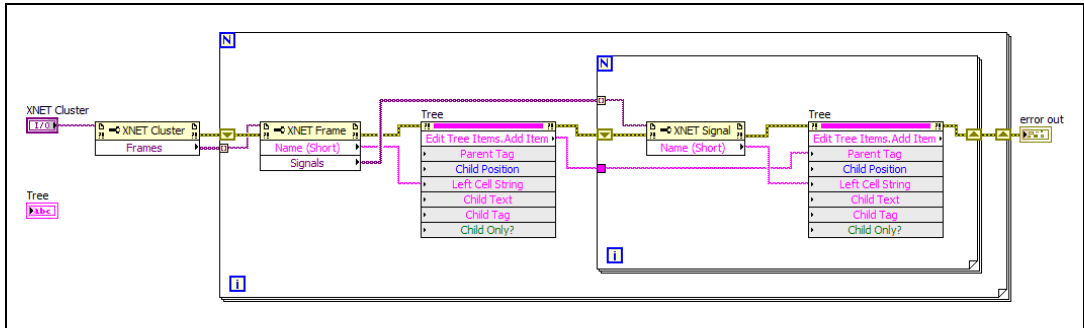 N
N
XNET Cluster
I/O
XNET Cluster
Frames
XNET Frame
Name (Short)
Signals
Tree
Edit Tree Items.Add Item
Parent Tag
Child Position
Left Cell String
Child Text
Child Tag
Child Only?
XNET Signal
Name (Short)
Tree
Edit Tree Items.Add Item
Parent Tag
Child Position
Left Cell String
Child Text
Child Tag
Child Only?
error out
Tree
abc
i
i